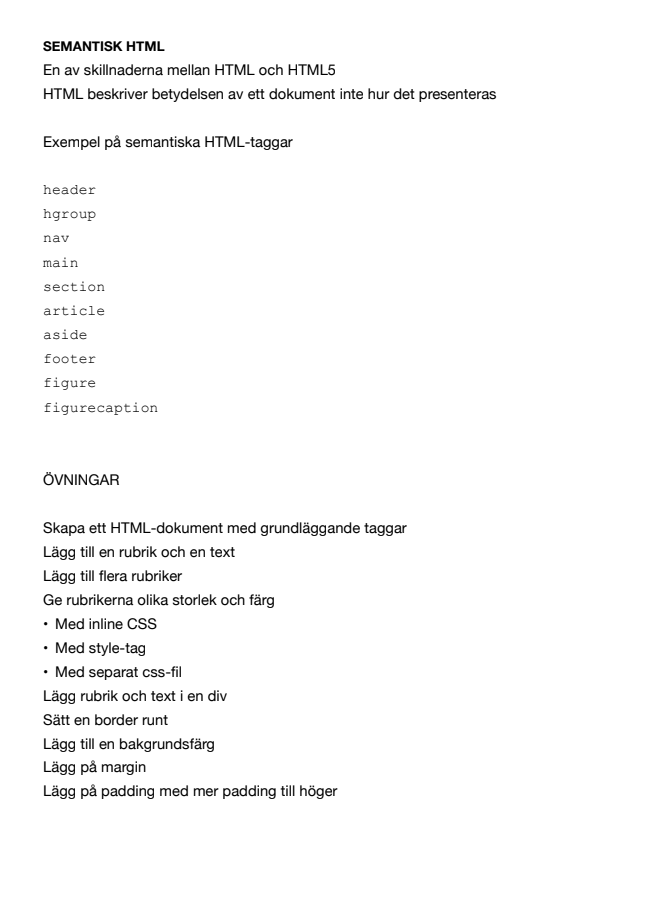 SEMANTISK HTML
En av skillnaderna mellan HTML och HTML5
HTML beskriver betydelsen av ett dokument inte hur det presenteras
Exempel på semantiska HTML-taggar
header
hgroup
nav
main
section
article
aside
footer
figure
figurecaption
ÖVNINGAR
Skapa ett HTML-dokument med grundläggande taggar
Lägg till en rubrik och en text
Lägg till flera rubriker
Ge rubrikerna olika storlek och färg
• Med inline CSS
• Med style-tag
• Med separat css-fil
Lägg rubrik och text i en div
Sätt en border runt
Lägg till en bakgrundsfärg
Lägg på margin
Lägg på padding med mer padding till höger